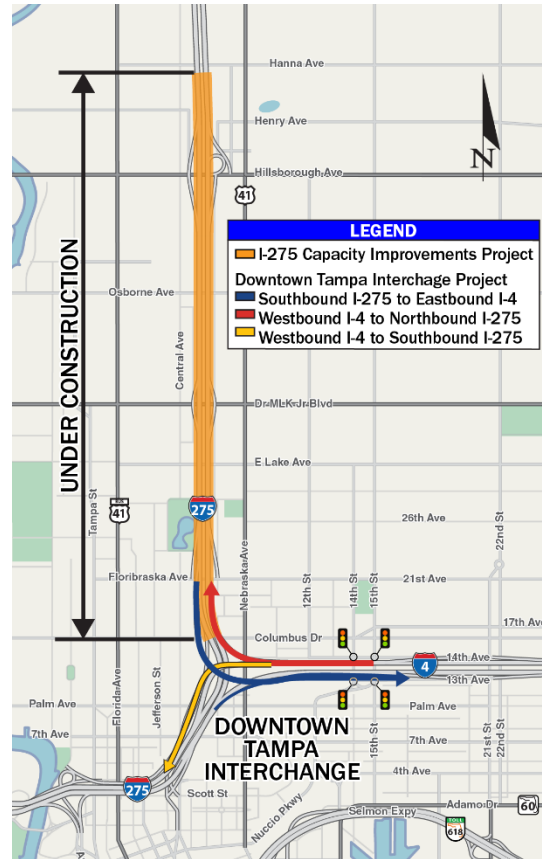 Hanna Ave
Henry Ave
N
Hillsborough Ave
41
LEGEND
I-275 Capacity Improvements Project
Downtown Tampa Interchage Project
Southbound I-275 to Eastbound I-4
Westbound I-4 to Northbound I-275
Westbound I-4 to Southbound I-275
Osborne Ave
Central Ave
UNDER CONSTRUCTION
Dr MLK Jr Blvd
E Lake Ave
Tampa St
41
275
26th Ave
22nd St
Nebraska Ave
Floribraska Ave
12th St
14th St
15th St
21st Ave
17th Ave
Columbus Dr
14th Ave
4
13th Ave
Florida Ave
Jefferson St
Palm Ave
Palm Ave
7th Ave
DOWNTOWN
TAMPA
INTERCHANGE
15th St
7th Ave
21st St
22nd St
4th Ave
275
Scott St
Nuccio Pkwy
Adamo Dr
60
Selmon Expy
TOLL
618